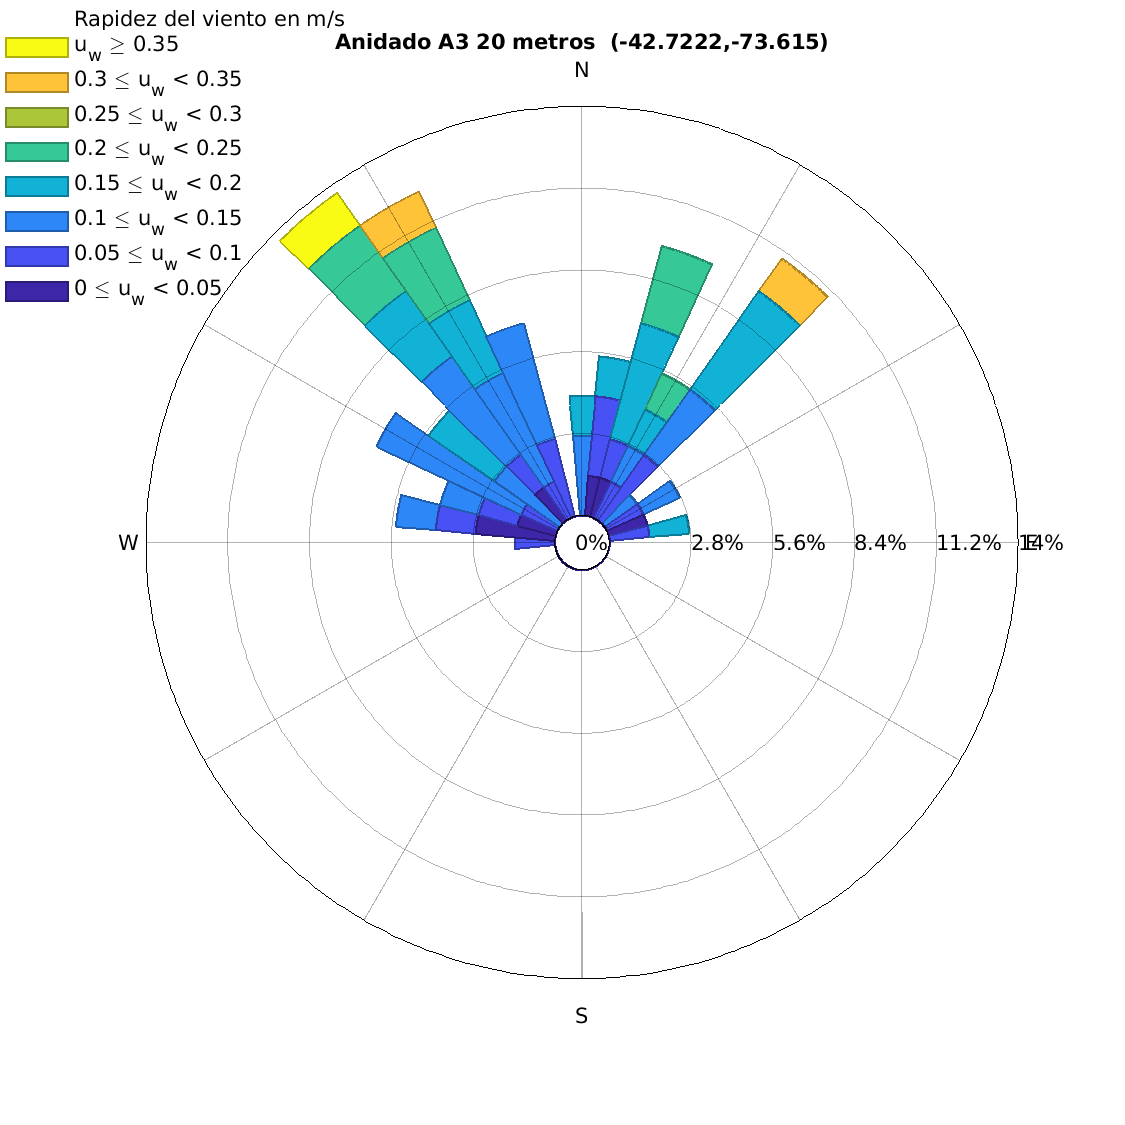 Rapidez del viento en m/s
u_w ≥ 0.35
0.3 ≤ u_w < 0.35
0.25 ≤ u_w < 0.3
0.2 ≤ u_w < 0.25
0.15 ≤ u_w < 0.2
0.1 ≤ u_w < 0.15
0.05 ≤ u_w < 0.1
0 ≤ u_w < 0.05
Anidado A3 20 metros (-42.7222,-73.615)
N
W
0% 2.8% 5.6% 8.4% 11.2% 14%
E
S